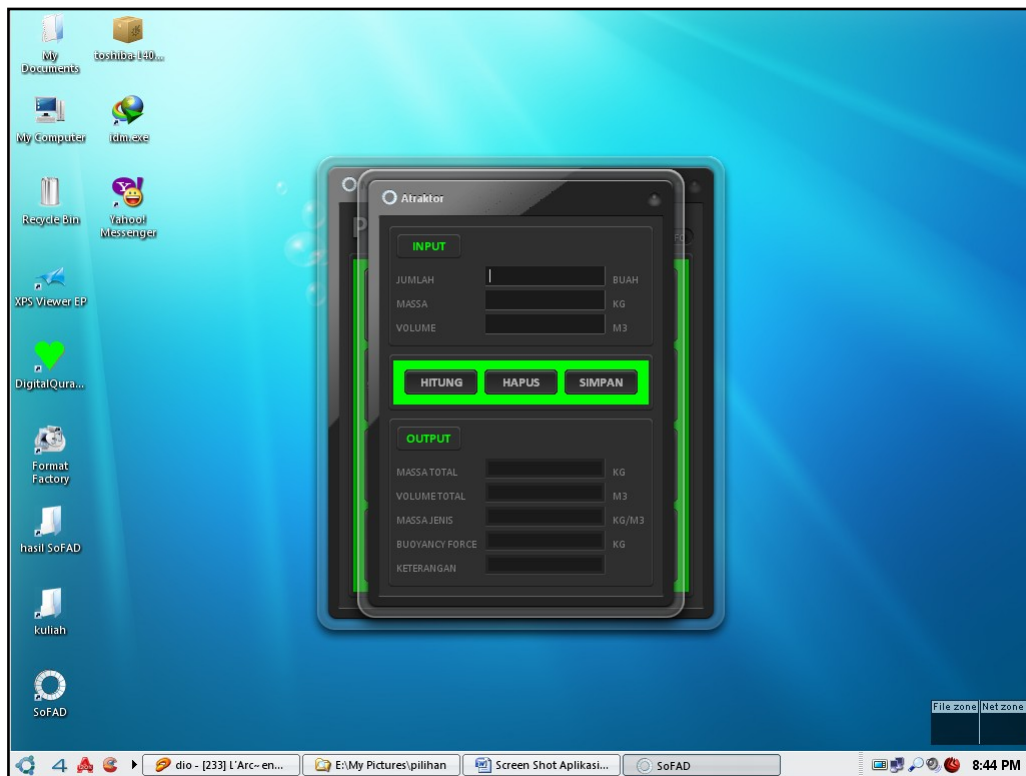 My Documents
toshiba-L40...
My Computer
idm.exe
Recycle Bin
Yahoo! Messenger
XPS Viewer EP
DigitalQura...
Format Factory
hasil SoFAD
kuliah
SoFAD
Atraktor
INPUT
JUMLAH BUAH
MASSA KG
VOLUME M3
HITUNG HAPUS SIMPAN
OUTPUT
MASSA TOTAL KG
VOLUME TOTAL M3
MASSA JENIS KG/M3
BUOYANCY FORCE KG
KETERANGAN
File zone Net zone
dio - [233] L'Arc~en...
E:\My Pictures\pilihan
Screen Shot Aplikasi...
SoFAD
8:44 PM